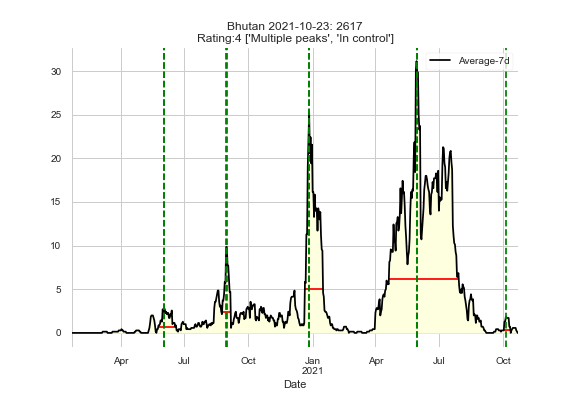 Bhutan 2021-10-23: 2617
Rating:4 ['Multiple peaks', 'In control']
Average-7d
30
25
20
15
10
5
0
Apr Jul Oct Jan Apr Jul Oct
2021
Date